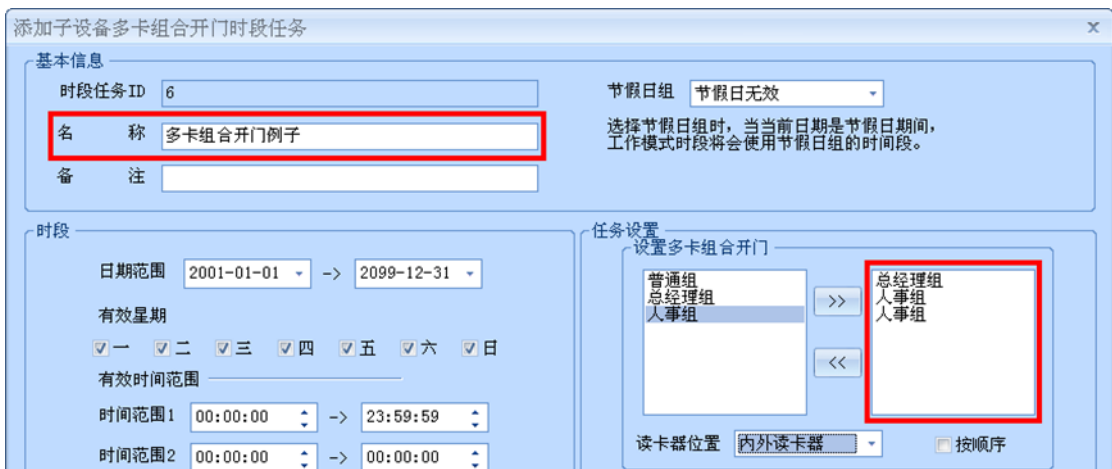 添加子设备多卡组合开门时段任务
x
基本信息
时段任务ID 6
节假日组 节假日无效
名 称 多卡组合开门例子
选择节假日组时，当当前日期是节假日期间，
工作模式时段将会使用节假日组的时间段。
备 注
时段
日期范围 2001-01-01 -> 2099-12-31
有效星期
一 二 三 四 五 六 日
有效时间范围
时间范围1 00:00:00 -> 23:59:59
时间范围2 00:00:00 -> 00:00:00
任务设置
设置多卡组合开门
普通组
总经理组
人事组
>>
<<
总经理组
人事组
人事组
读卡器位置 内外读卡器 按顺序